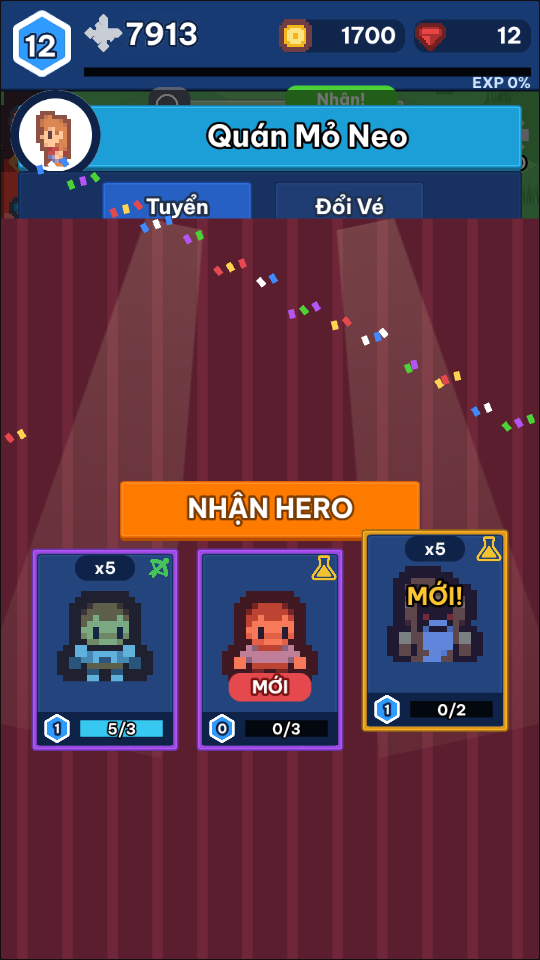 12
7913
1700
12
EXP 0%
Nhận!
Quán Mỏ Neo
Tuyển
Đổi Vé
NHẬN HERO
x5
1
5/3
MỚI
0
0/3
x5
MỚI!
1
0/2